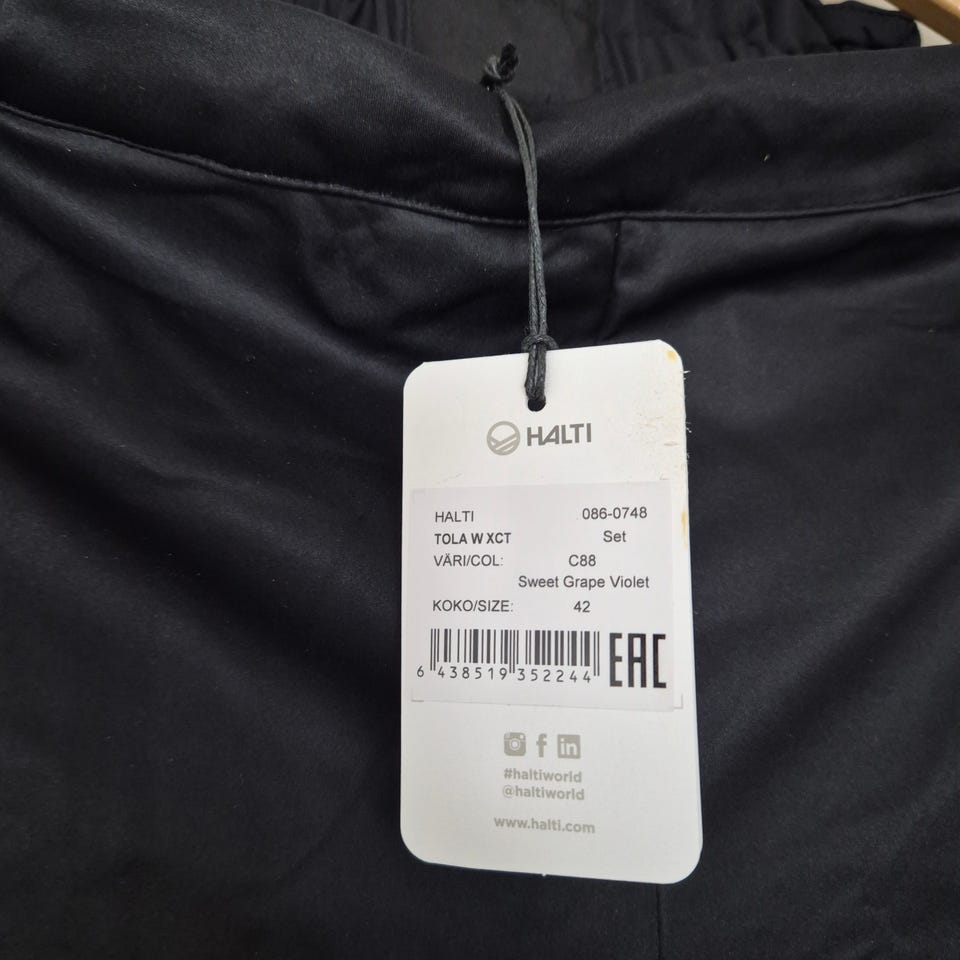 HALTI
HALTI 086-0748
TOLA W XCT Set
VÄRI/COL: C88
Sweet Grape Violet
KOKO/SIZE: 42
6 438519 352244 EAC
#haltiworld
@haltiworld
www.halti.com